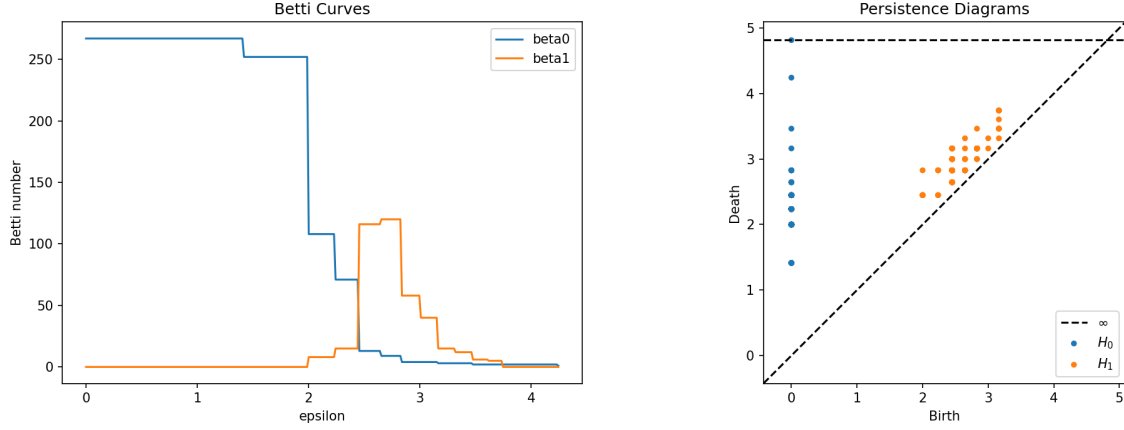 Betti Curves
beta0
beta1
250
200
150
100
50
0
Betti number
0 1 2 3 4
epsilon
Persistence Diagrams
5
4
3
2
1
0
Death
∞
H₀
H₁
0 1 2 3 4 5
Birth